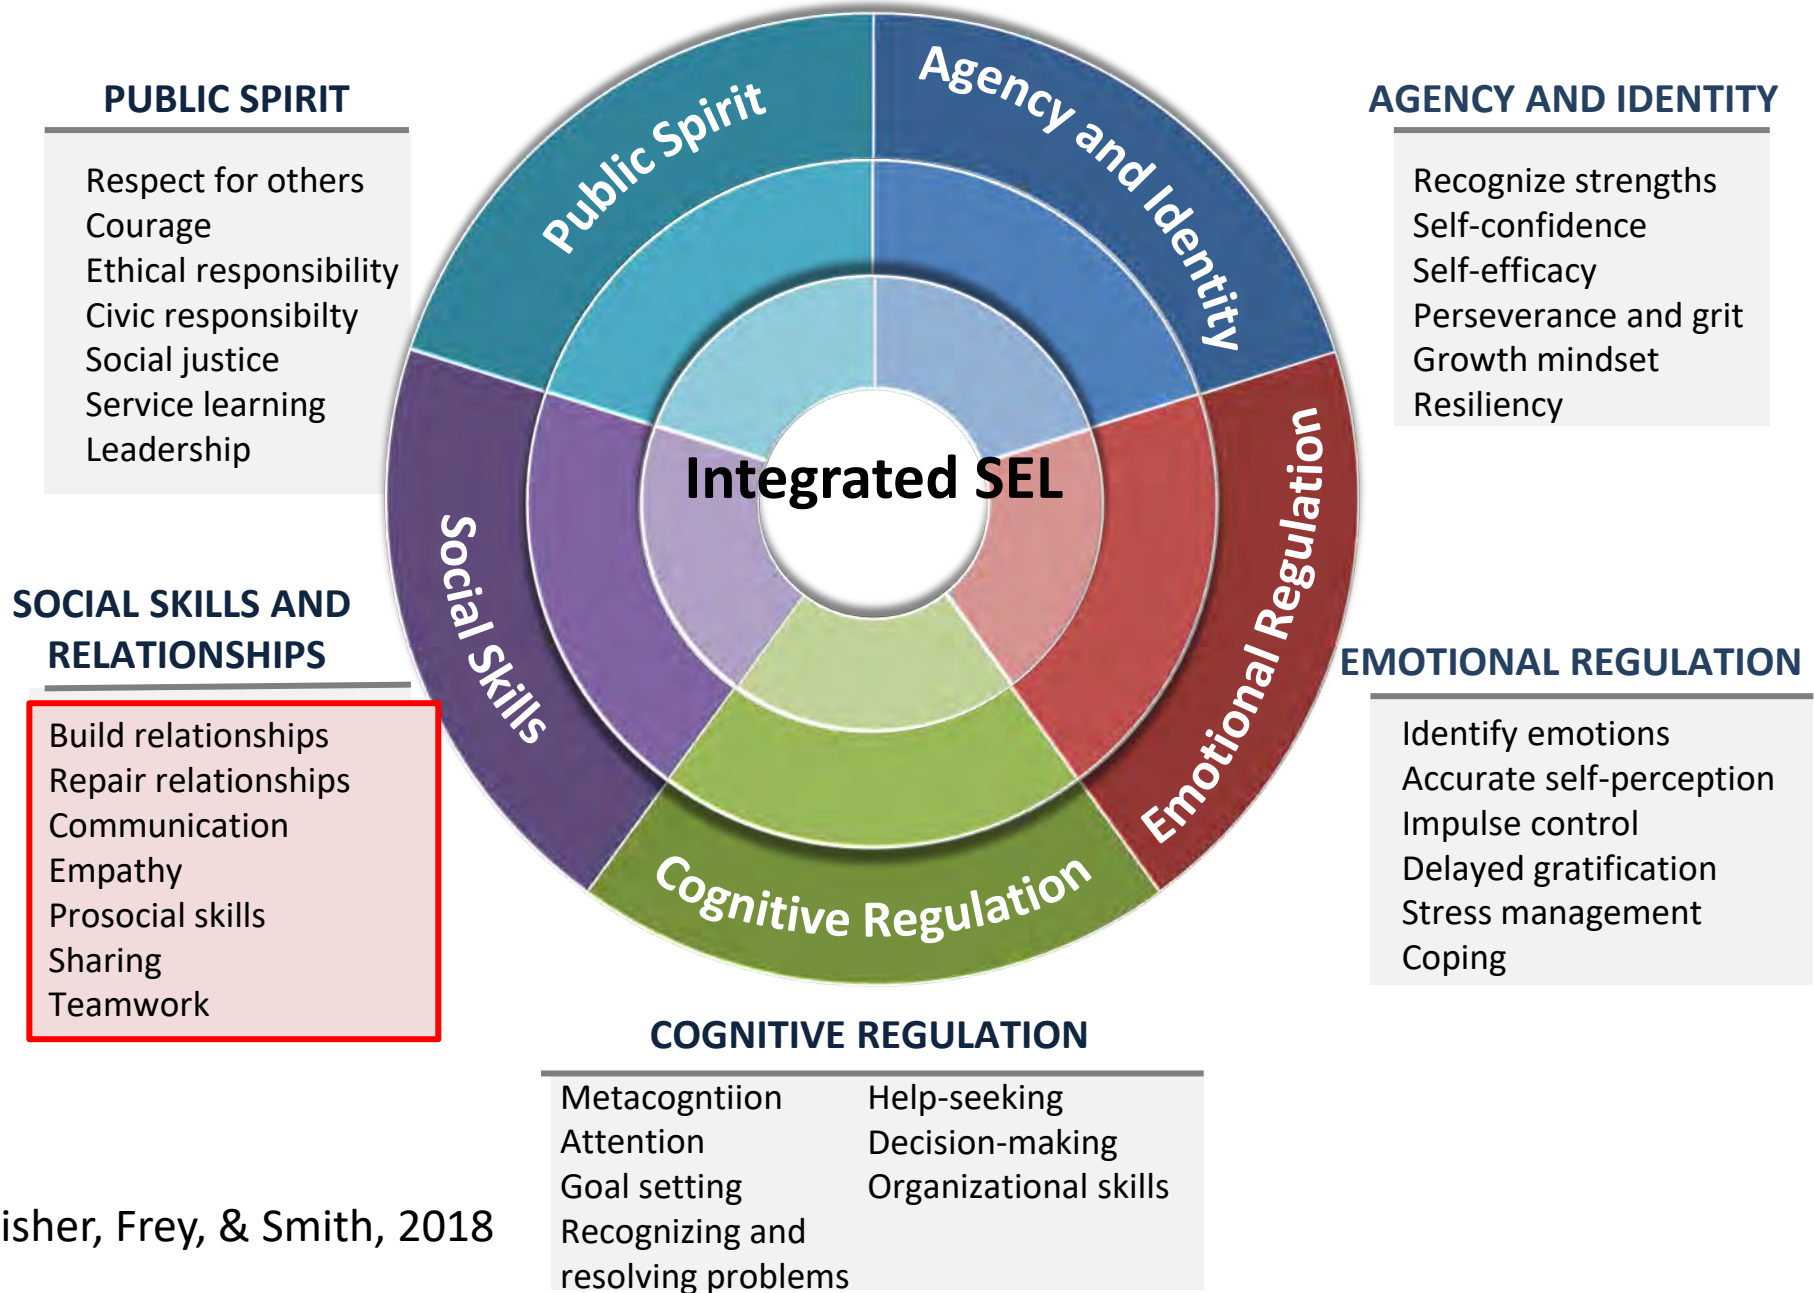 PUBLIC SPIRIT
Respect for others
Courage
Ethical responsibility
Civic responsibilty
Social justice
Service learning
Leadership
AGENCY AND IDENTITY
Recognize strengths
Self-confidence
Self-efficacy
Perseverance and grit
Growth mindset
Resiliency
Public Spirit
Agency and Identity
Emotional Regulation
Cognitive Regulation
Social Skills
Integrated SEL
SOCIAL SKILLS AND
RELATIONSHIPS
Build relationships
Repair relationships
Communication
Empathy
Prosocial skills
Sharing
Teamwork
EMOTIONAL REGULATION
Identify emotions
Accurate self-perception
Impulse control
Delayed gratification
Stress management
Coping
COGNITIVE REGULATION
Metacogntiion
Attention
Goal setting
Recognizing and
resolving problems
Help-seeking
Decision-making
Organizational skills
isher, Frey, & Smith, 2018